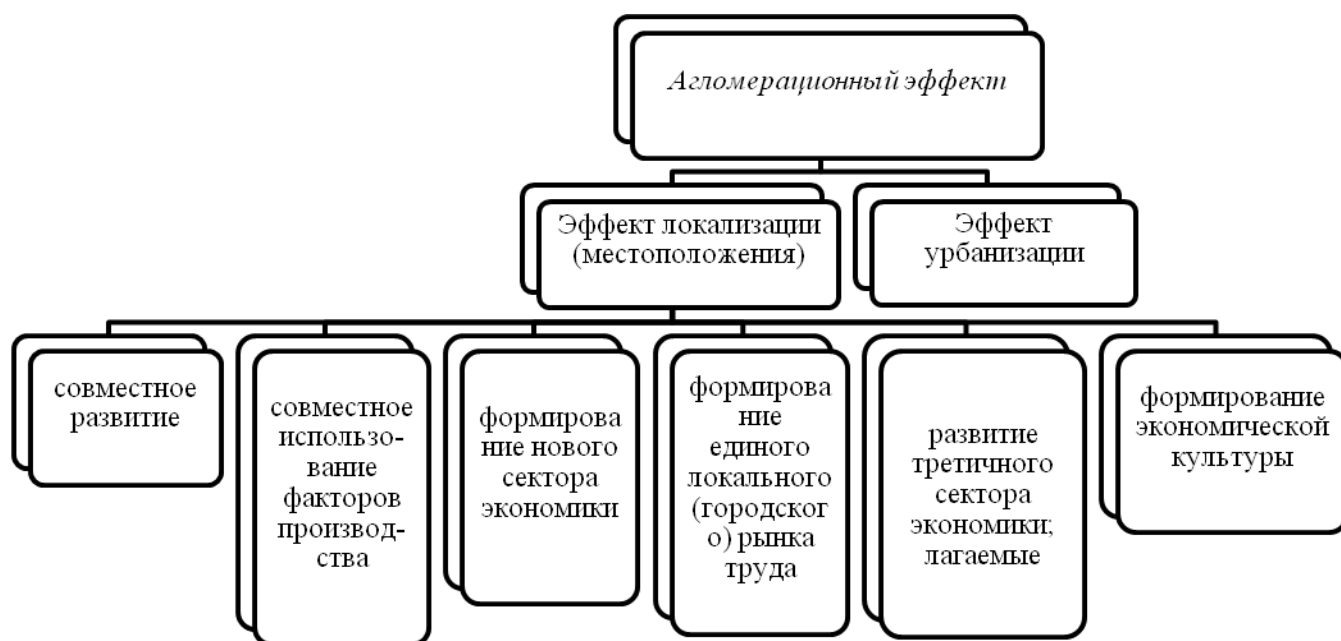 Агломерационный эффект
Эффект локализации
(местоположения)
Эффект
урбанизации
совместное
развитие
совместное
использо-
вание
факторов
производ-
ства
формирова
ние нового
сектора
экономики
формирова
ние
единого
локального
(городског
о) рынка
труда
развитие
третичного
сектора
экономики;
лагаемые
формирование
экономической
культуры